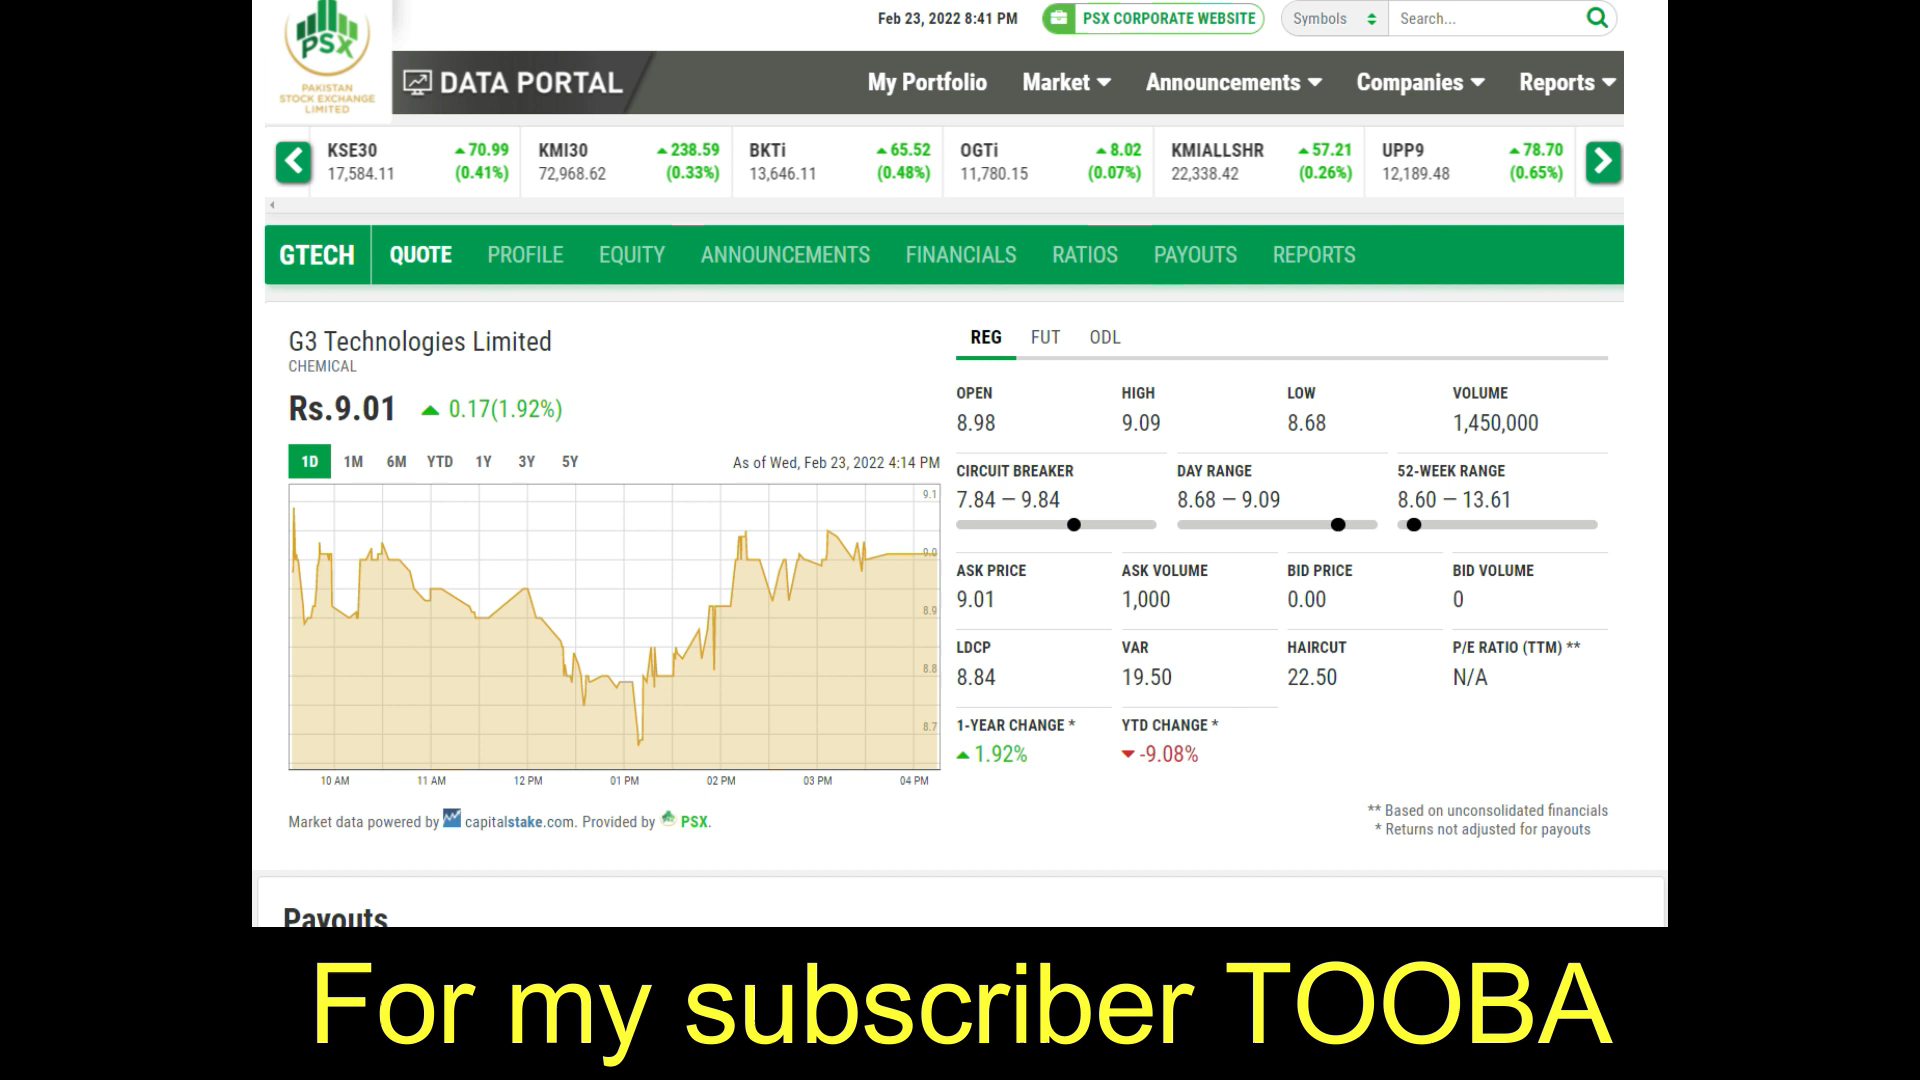 Feb 23, 2022 8:41 PM
PSX CORPORATE WEBSITE
Symbols
Search...
PSX
PAKISTAN
STOCK EXCHANGE
LIMITED
DATA PORTAL
My Portfolio Market Announcements Companies Reports
KSE30 70.99
17,584.11 (0.41%)
KMI30 238.59
72,968.62 (0.33%)
BKTi 65.52
13,646.11 (0.48%)
OGTi 8.02
11,780.15 (0.07%)
KMIALLSHR 57.21
22,338.42 (0.26%)
UPP9 78.70
12,189.48 (0.65%)
GTECH QUOTE PROFILE EQUITY ANNOUNCEMENTS FINANCIALS RATIOS PAYOUTS REPORTS
G3 Technologies Limited
CHEMICAL
Rs.9.01 0.17(1.92%)
1D 1M 6M YTD 1Y 3Y 5Y
As of Wed, Feb 23, 2022 4:14 PM
9.1
9.0
8.9
8.8
8.7
10 AM 11 AM 12 PM 01 PM 02 PM 03 PM 04 PM
Market data powered by capitalstake.com. Provided by PSX.
REG FUT ODL
OPEN HIGH LOW VOLUME
8.98 9.09 8.68 1,450,000
CIRCUIT BREAKER DAY RANGE 52-WEEK RANGE
7.84 — 9.84 8.68 — 9.09 8.60 — 13.61
ASK PRICE ASK VOLUME BID PRICE BID VOLUME
9.01 1,000 0.00 0
LDCP VAR HAIRCUT P/E RATIO (TTM) **
8.84 19.50 22.50 N/A
1-YEAR CHANGE * YTD CHANGE *
1.92% -9.08%
** Based on unconsolidated financials
* Returns not adjusted for payouts
Payouts
For my subscriber TOOBA